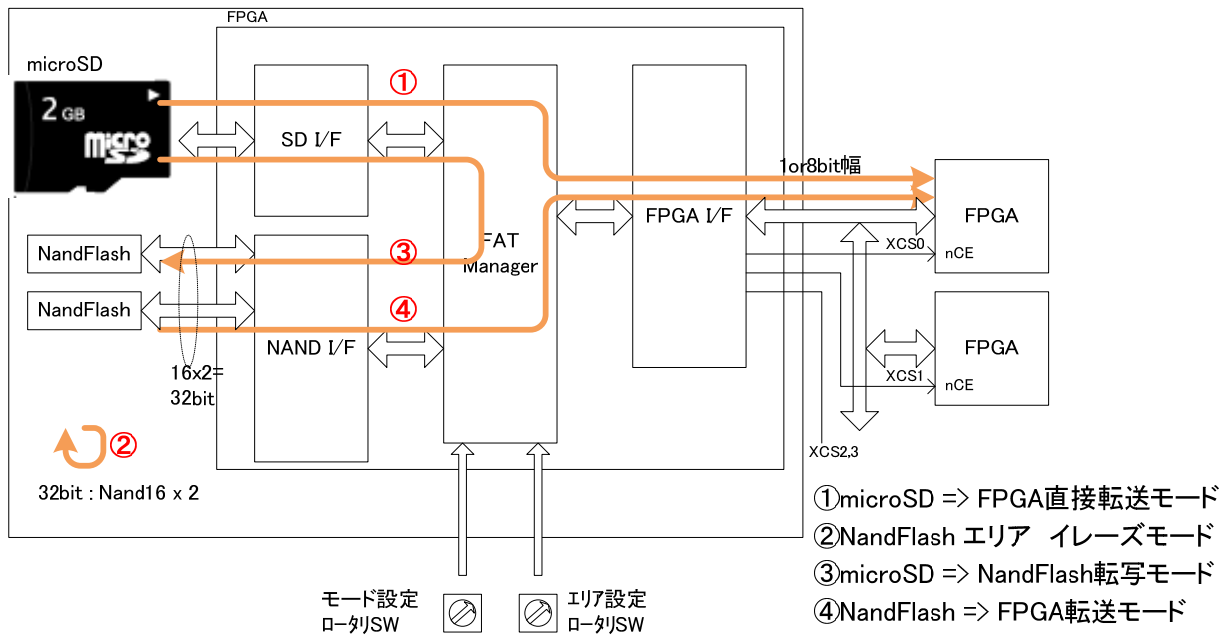 FPGA
microSD
2 GB
micro
SD
SD I/F
①
1or8bit幅
FPGA I/F
FPGA
XCS0
nCE
NandFlash
③
FAT
Manager
NandFlash
④
NAND I/F
FPGA
XCS1
nCE
16x2=
32bit
②
XCS2,3
32bit : Nand16 x 2
①microSD => FPGA直接転送モード
②NandFlash エリア　イレーズモード
③microSD => NandFlash転写モード
④NandFlash => FPGA転送モード
モード設定
ロータリSW
エリア設定
ロータリSW